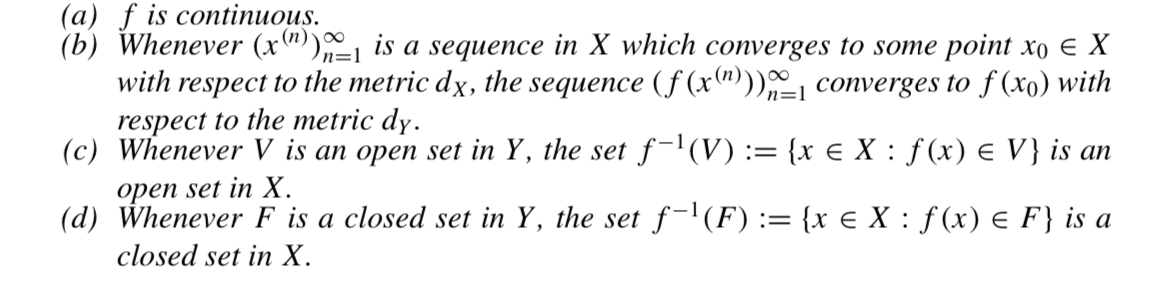 (a) f is continuous.
(b) Whenever (x⁽ⁿ⁾)∞ₙ₌₁ is a sequence in X which converges to some point x₀ ∈ X
with respect to the metric d_X, the sequence (f(x⁽ⁿ⁾))∞ₙ₌₁ converges to f(x₀) with
respect to the metric d_Y.
(c) Whenever V is an open set in Y, the set f⁻¹(V) := {x ∈ X : f(x) ∈ V} is an
open set in X.
(d) Whenever F is a closed set in Y, the set f⁻¹(F) := {x ∈ X : f(x) ∈ F} is a
closed set in X.